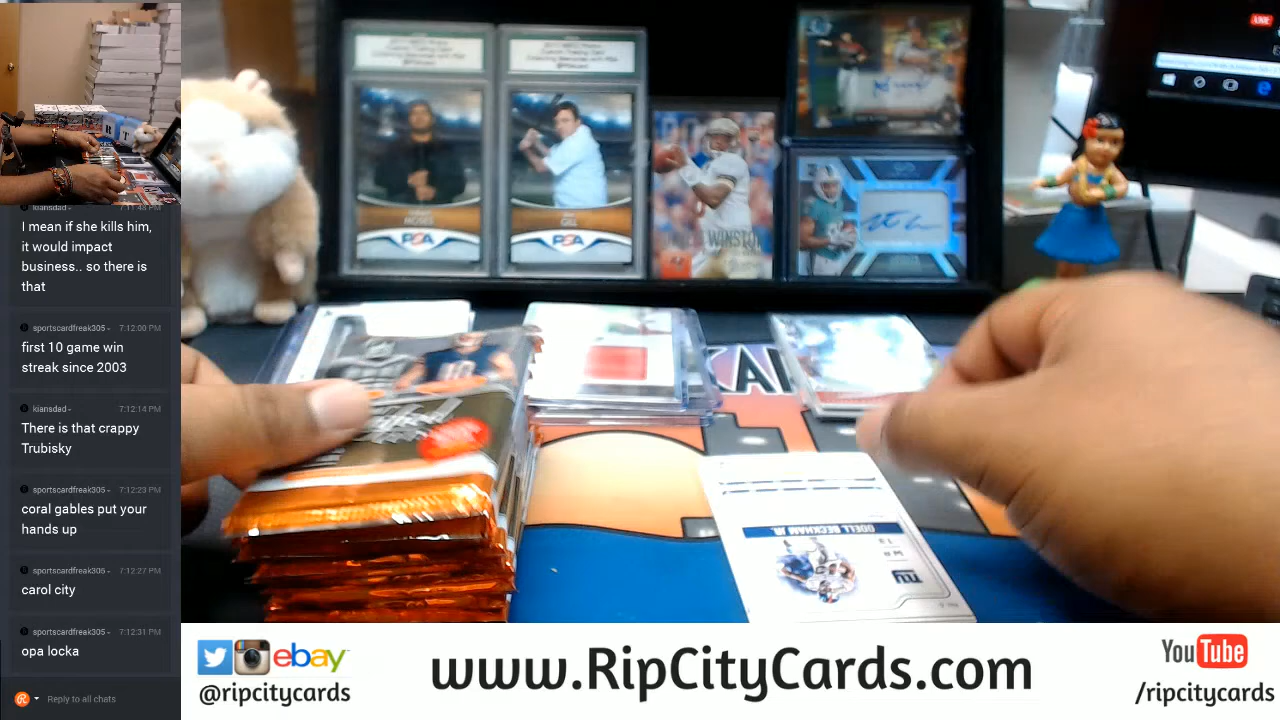 I mean if she kills him,
it would impact
business.. so there is
that
sportscardfreak305 - 7:12:00 PM
first 10 game win
streak since 2003
kiansdad - 7:12:14 PM
There is that crappy
Trubisky
sportscardfreak305 - 7:12:23 PM
coral gables put your
hands up
sportscardfreak305 - 7:12:27 PM
carol city
sportscardfreak305 - 7:12:31 PM
opa locka
Reply to all chats
PSA
PSA
WINSTON
ODELL BECKHAM JR.
13
WR
ny
ebay
@ripcitycards
www.RipCityCards.com
YouTube
/ripcitycards